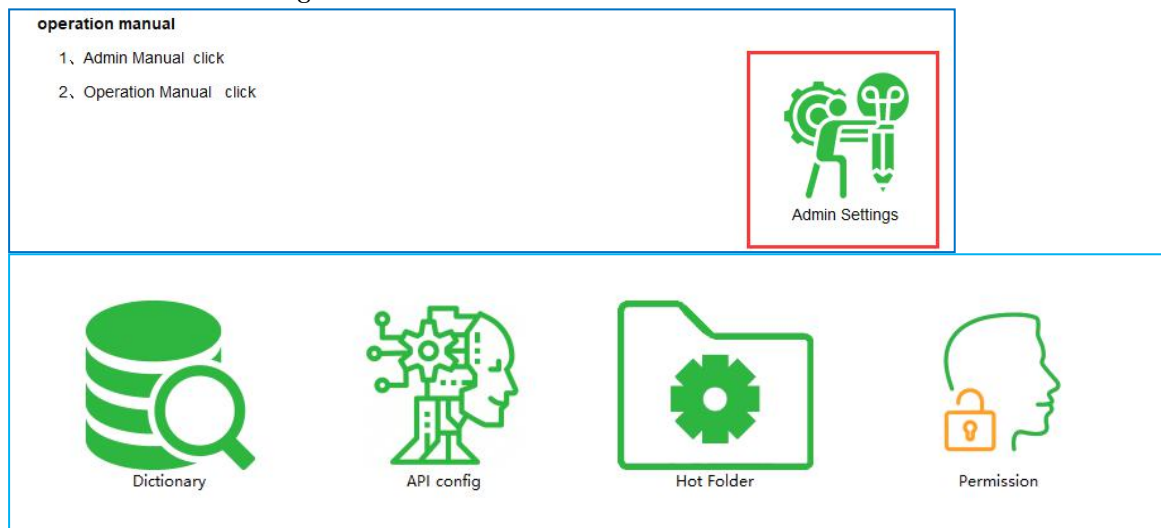 operation manual
1、Admin Manual click
2、Operation Manual click
Admin Settings
Dictionary
API config
Hot Folder
Permission